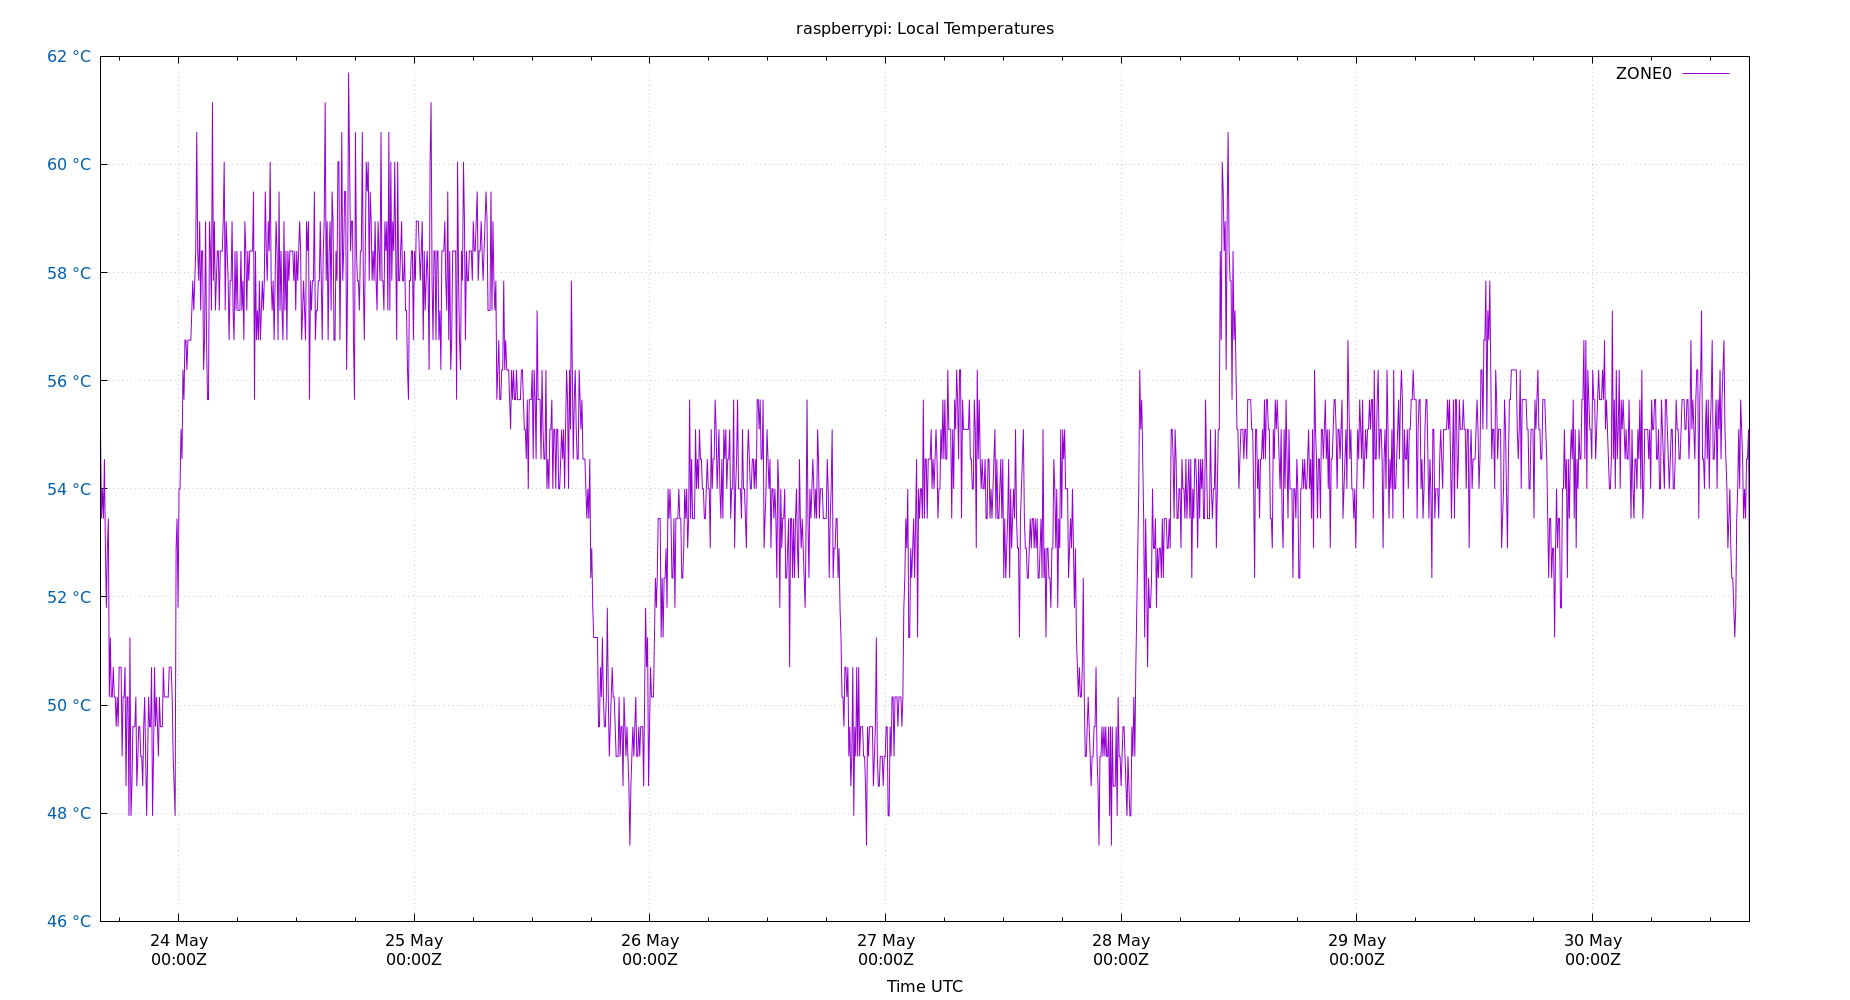 raspberrypi: Local Temperatures
ZONE0
62 °C
60 °C
58 °C
56 °C
54 °C
52 °C
50 °C
48 °C
46 °C
24 May 25 May 26 May 27 May 28 May 29 May 30 May
00:00Z 00:00Z 00:00Z 00:00Z 00:00Z 00:00Z 00:00Z
Time UTC